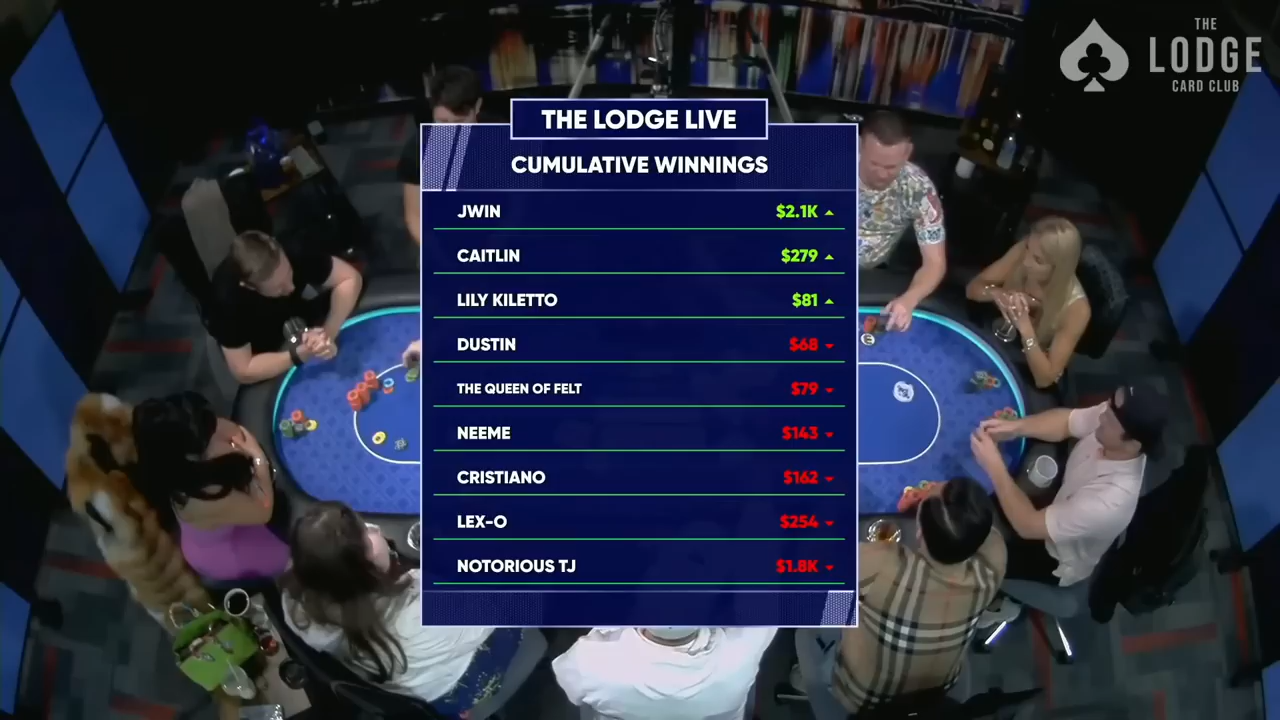 THE
LODGE
CARD CLUB
THE LODGE LIVE
CUMULATIVE WINNINGS
JWIN $2.1K
CAITLIN $279
LILY KILETTO $81
DUSTIN $68
THE QUEEN OF FELT $79
NEEME $143
CRISTIANO $162
LEX-O $254
NOTORIOUS TJ $1.8K